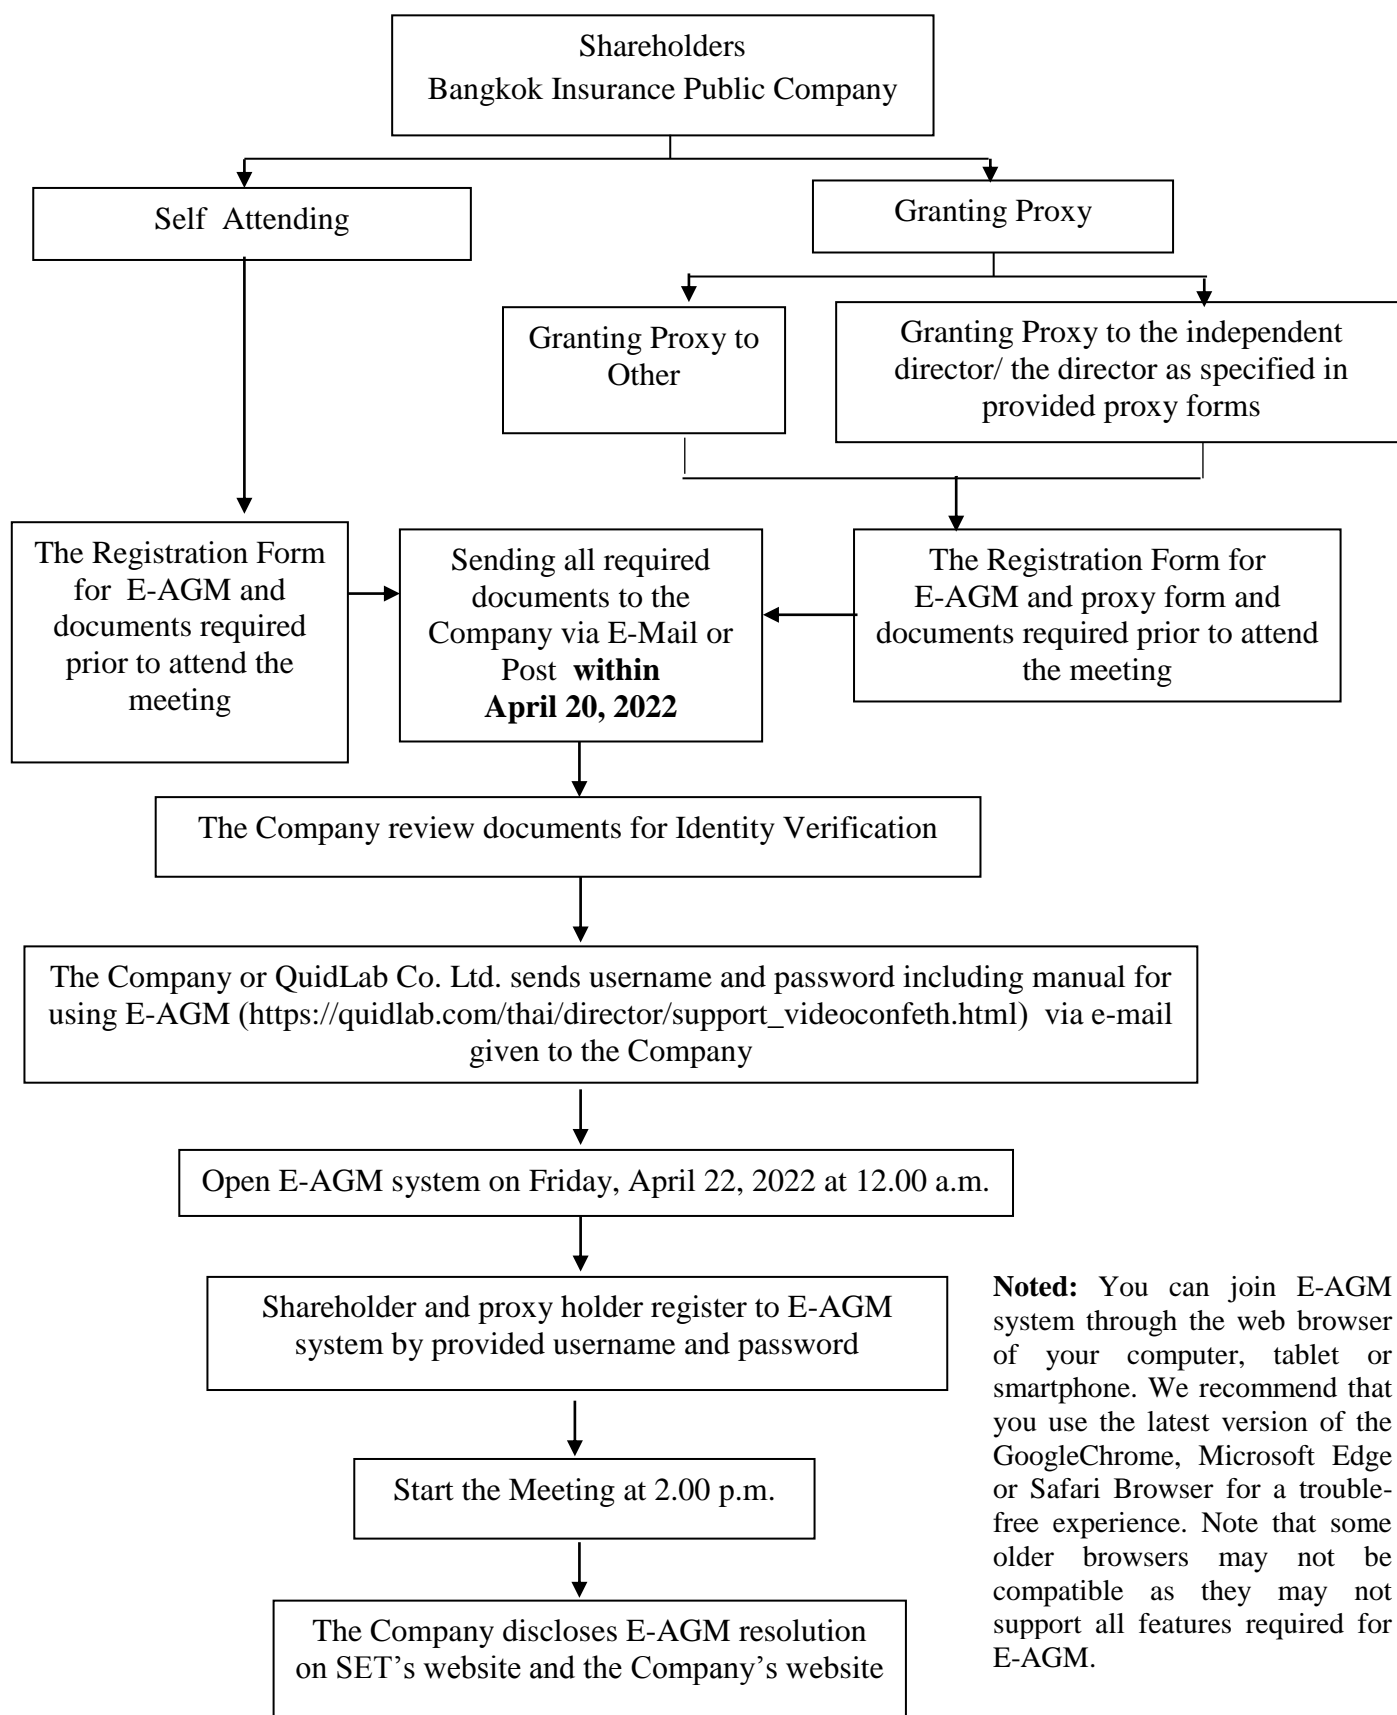 Shareholders
Bangkok Insurance Public Company
Self Attending
Granting Proxy
Granting Proxy to
Other
Granting Proxy to the independent
director/ the director as specified in
provided proxy forms
The Registration Form
for E-AGM and
documents required
prior to attend the
meeting
Sending all required
documents to the
Company via E-Mail or
Post within
April 20, 2022
The Registration Form for
E-AGM and proxy form and
documents required prior to attend
the meeting
The Company review documents for Identity Verification
The Company or QuidLab Co. Ltd. sends username and password including manual for
using E-AGM (https://quidlab.com/thai/director/support_videoconfeth.html) via e-mail
given to the Company
Open E-AGM system on Friday, April 22, 2022 at 12.00 a.m.
Shareholder and proxy holder register to E-AGM
system by provided username and password
Start the Meeting at 2.00 p.m.
The Company discloses E-AGM resolution
on SET’s website and the Company’s website
Noted: You can join E-AGM
system through the web browser
of your computer, tablet or
smartphone. We recommend that
you use the latest version of the
GoogleChrome, Microsoft Edge
or Safari Browser for a trouble-
free experience. Note that some
older browsers may not be
compatible as they may not
support all features required for
E-AGM.